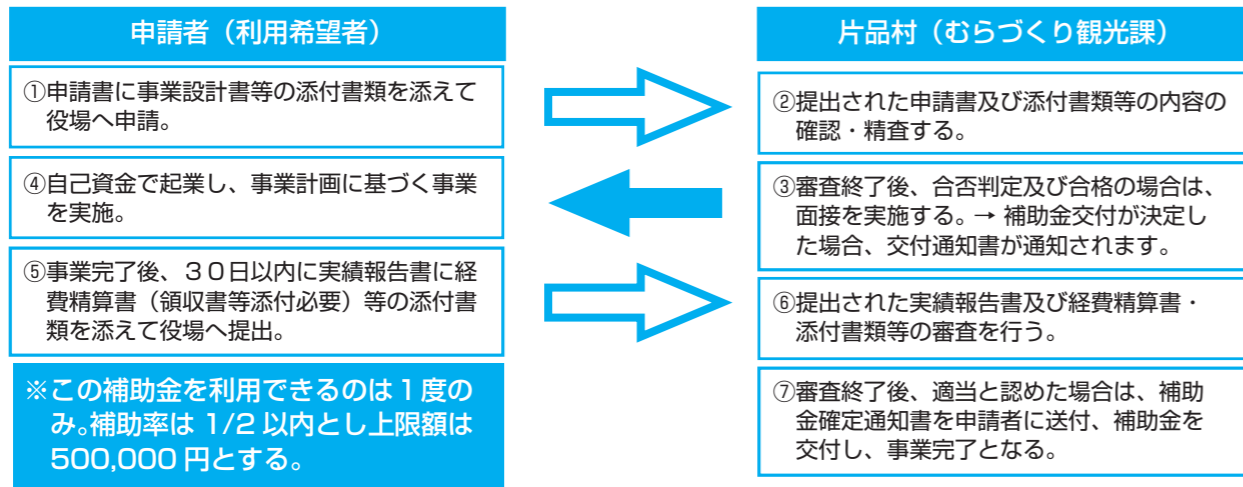 申請者（利用希望者）
①申請書に事業設計書等の添付書類を添えて
役場へ申請。
④自己資金で起業し、事業計画に基づく事業
を実施。
⑤事業完了後、３０日以内に実績報告書に経
費精算書（領収書等添付必要）等の添付書
類を添えて役場へ提出。
※この補助金を利用できるのは１度の
み。補助率は 1/2 以内とし上限額は
500,000 円とする。
片品村（むらづくり観光課）
②提出された申請書及び添付書類等の内容の
確認・精査する。
③審査終了後、合否判定及び合格の場合は、
面接を実施する。→ 補助金交付が決定し
た場合、交付通知書が通知されます。
⑥提出された実績報告書及び経費精算書・
添付書類等の審査を行う。
⑦審査終了後、適当と認めた場合は、補助
金確定通知書を申請者に送付、補助金を
交付し、事業完了となる。